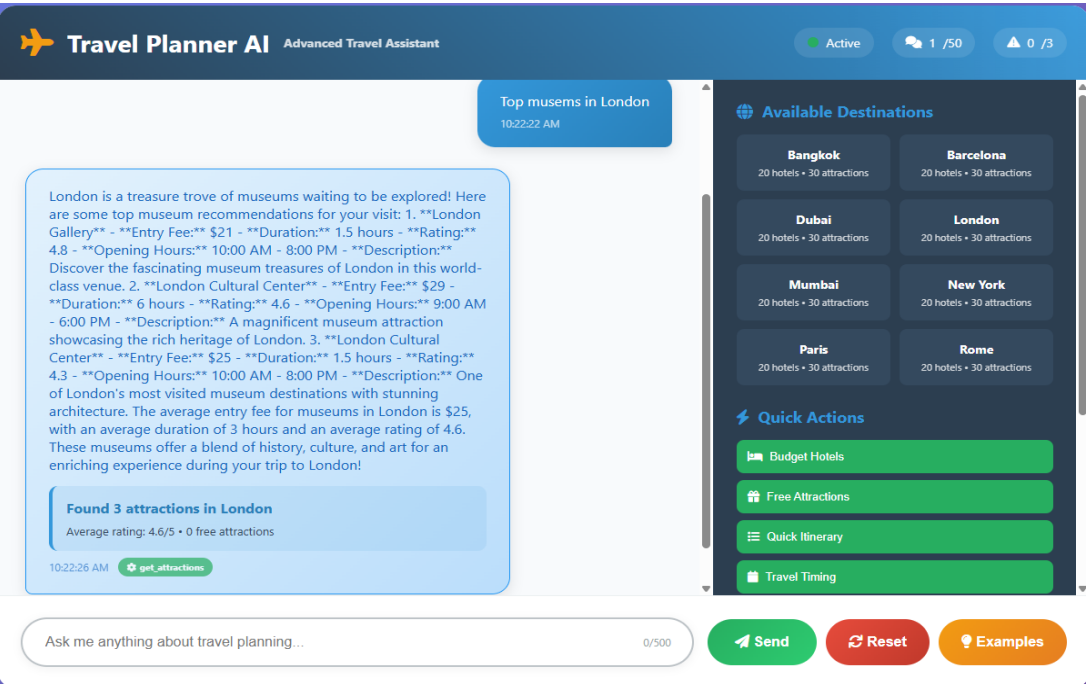 Travel Planner AI Advanced Travel Assistant
Active
1 /50
0 /3
Top musems in London
10:22:22 AM
London is a treasure trove of museums waiting to be explored! Here
are some top museum recommendations for your visit: 1. **London
Gallery** - **Entry Fee:** $21 - **Duration:** 1.5 hours - **Rating:**
4.8 - **Opening Hours:** 10:00 AM - 8:00 PM - **Description:**
Discover the fascinating museum treasures of London in this world-
class venue. 2. **London Cultural Center** - **Entry Fee:** $29 -
**Duration:** 6 hours - **Rating:** 4.6 - **Opening Hours:** 9:00 AM
- 6:00 PM - **Description:** A magnificent museum attraction
showcasing the rich heritage of London. 3. **London Cultural
Center** - **Entry Fee:** $25 - **Duration:** 1.5 hours - **Rating:**
4.3 - **Opening Hours:** 10:00 AM - 8:00 PM - **Description:** One
of London's most visited museum destinations with stunning
architecture. The average entry fee for museums in London is $25,
with an average duration of 3 hours and an average rating of 4.6.
These museums offer a blend of history, culture, and art for an
enriching experience during your trip to London!
Found 3 attractions in London
Average rating: 4.6/5 • 0 free attractions
10:22:26 AM get_attractions
Available Destinations
Bangkok
20 hotels • 30 attractions
Barcelona
20 hotels • 30 attractions
Dubai
20 hotels • 30 attractions
London
20 hotels • 30 attractions
Mumbai
20 hotels • 30 attractions
New York
20 hotels • 30 attractions
Paris
20 hotels • 30 attractions
Rome
20 hotels • 30 attractions
Quick Actions
Budget Hotels
Free Attractions
Quick Itinerary
Travel Timing
Ask me anything about travel planning...
0/500
Send
Reset
Examples